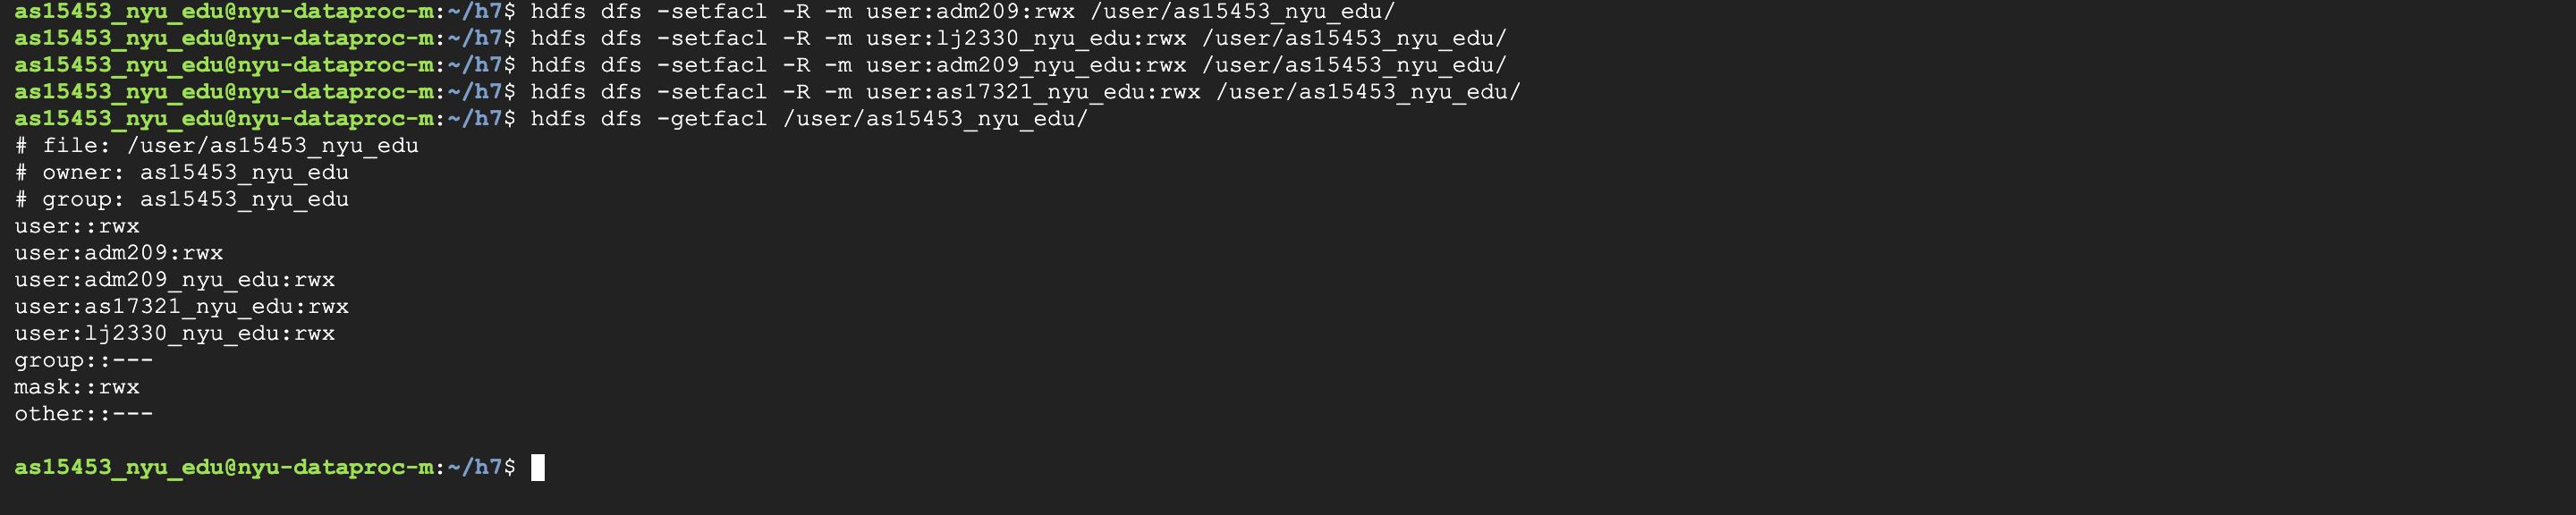 as15453_nyu_edu@nyu-dataproc-m:~/h7$ hdfs dfs -setfacl -R -m user:adm209:rwx /user/as15453_nyu_edu/
as15453_nyu_edu@nyu-dataproc-m:~/h7$ hdfs dfs -setfacl -R -m user:lj2330_nyu_edu:rwx /user/as15453_nyu_edu/
as15453_nyu_edu@nyu-dataproc-m:~/h7$ hdfs dfs -setfacl -R -m user:adm209_nyu_edu:rwx /user/as15453_nyu_edu/
as15453_nyu_edu@nyu-dataproc-m:~/h7$ hdfs dfs -setfacl -R -m user:as17321_nyu_edu:rwx /user/as15453_nyu_edu/
as15453_nyu_edu@nyu-dataproc-m:~/h7$ hdfs dfs -getfacl /user/as15453_nyu_edu/
# file: /user/as15453_nyu_edu
# owner: as15453_nyu_edu
# group: as15453_nyu_edu
user::rwx
user:adm209:rwx
user:adm209_nyu_edu:rwx
user:as17321_nyu_edu:rwx
user:lj2330_nyu_edu:rwx
group::---
mask::rwx
other::---
as15453_nyu_edu@nyu-dataproc-m:~/h7$